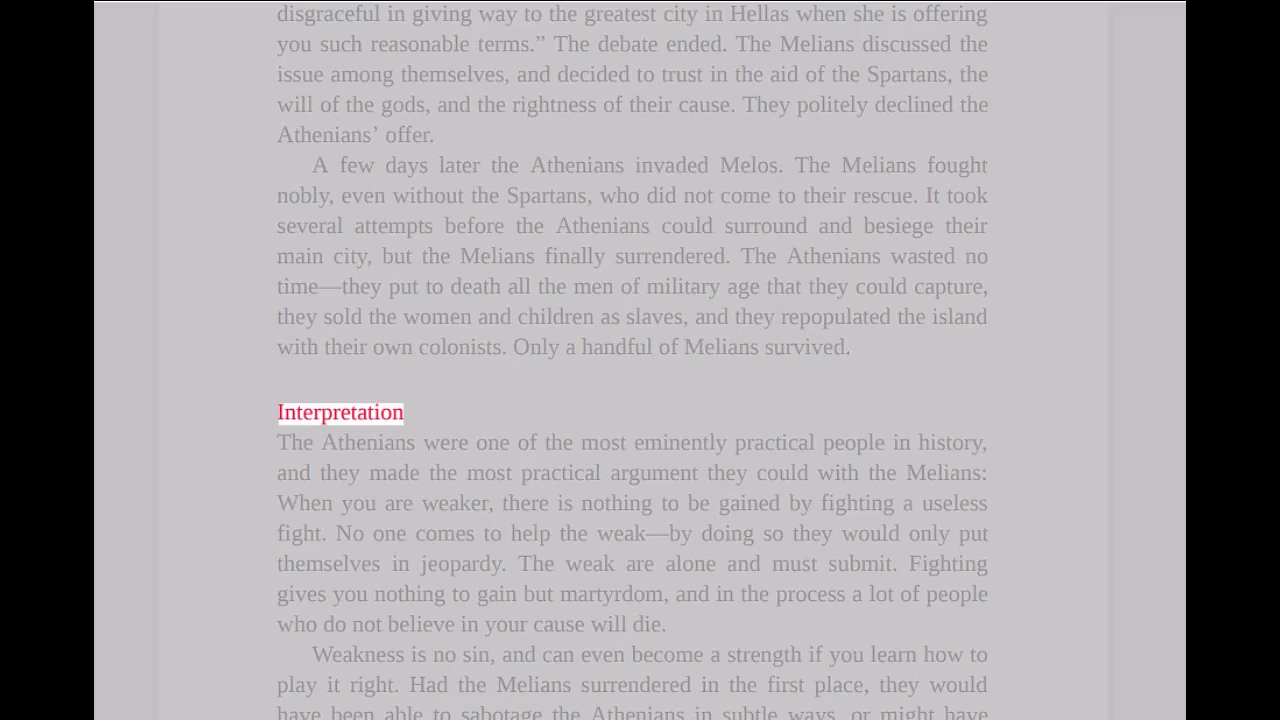 disgraceful in giving way to the greatest city in Hellas when she is offering
you such reasonable terms.” The debate ended. The Melians discussed the
issue among themselves, and decided to trust in the aid of the Spartans, the
will of the gods, and the rightness of their cause. They politely declined the
Athenians’ offer.
A few days later the Athenians invaded Melos. The Melians fought
nobly, even without the Spartans, who did not come to their rescue. It took
several attempts before the Athenians could surround and besiege their
main city, but the Melians finally surrendered. The Athenians wasted no
time—they put to death all the men of military age that they could capture,
they sold the women and children as slaves, and they repopulated the island
with their own colonists. Only a handful of Melians survived.
Interpretation
The Athenians were one of the most eminently practical people in history,
and they made the most practical argument they could with the Melians:
When you are weaker, there is nothing to be gained by fighting a useless
fight. No one comes to help the weak—by doing so they would only put
themselves in jeopardy. The weak are alone and must submit. Fighting
gives you nothing to gain but martyrdom, and in the process a lot of people
who do not believe in your cause will die.
Weakness is no sin, and can even become a strength if you learn how to
play it right. Had the Melians surrendered in the first place, they would
have been able to sabotage the Athenians in subtle ways, or might have